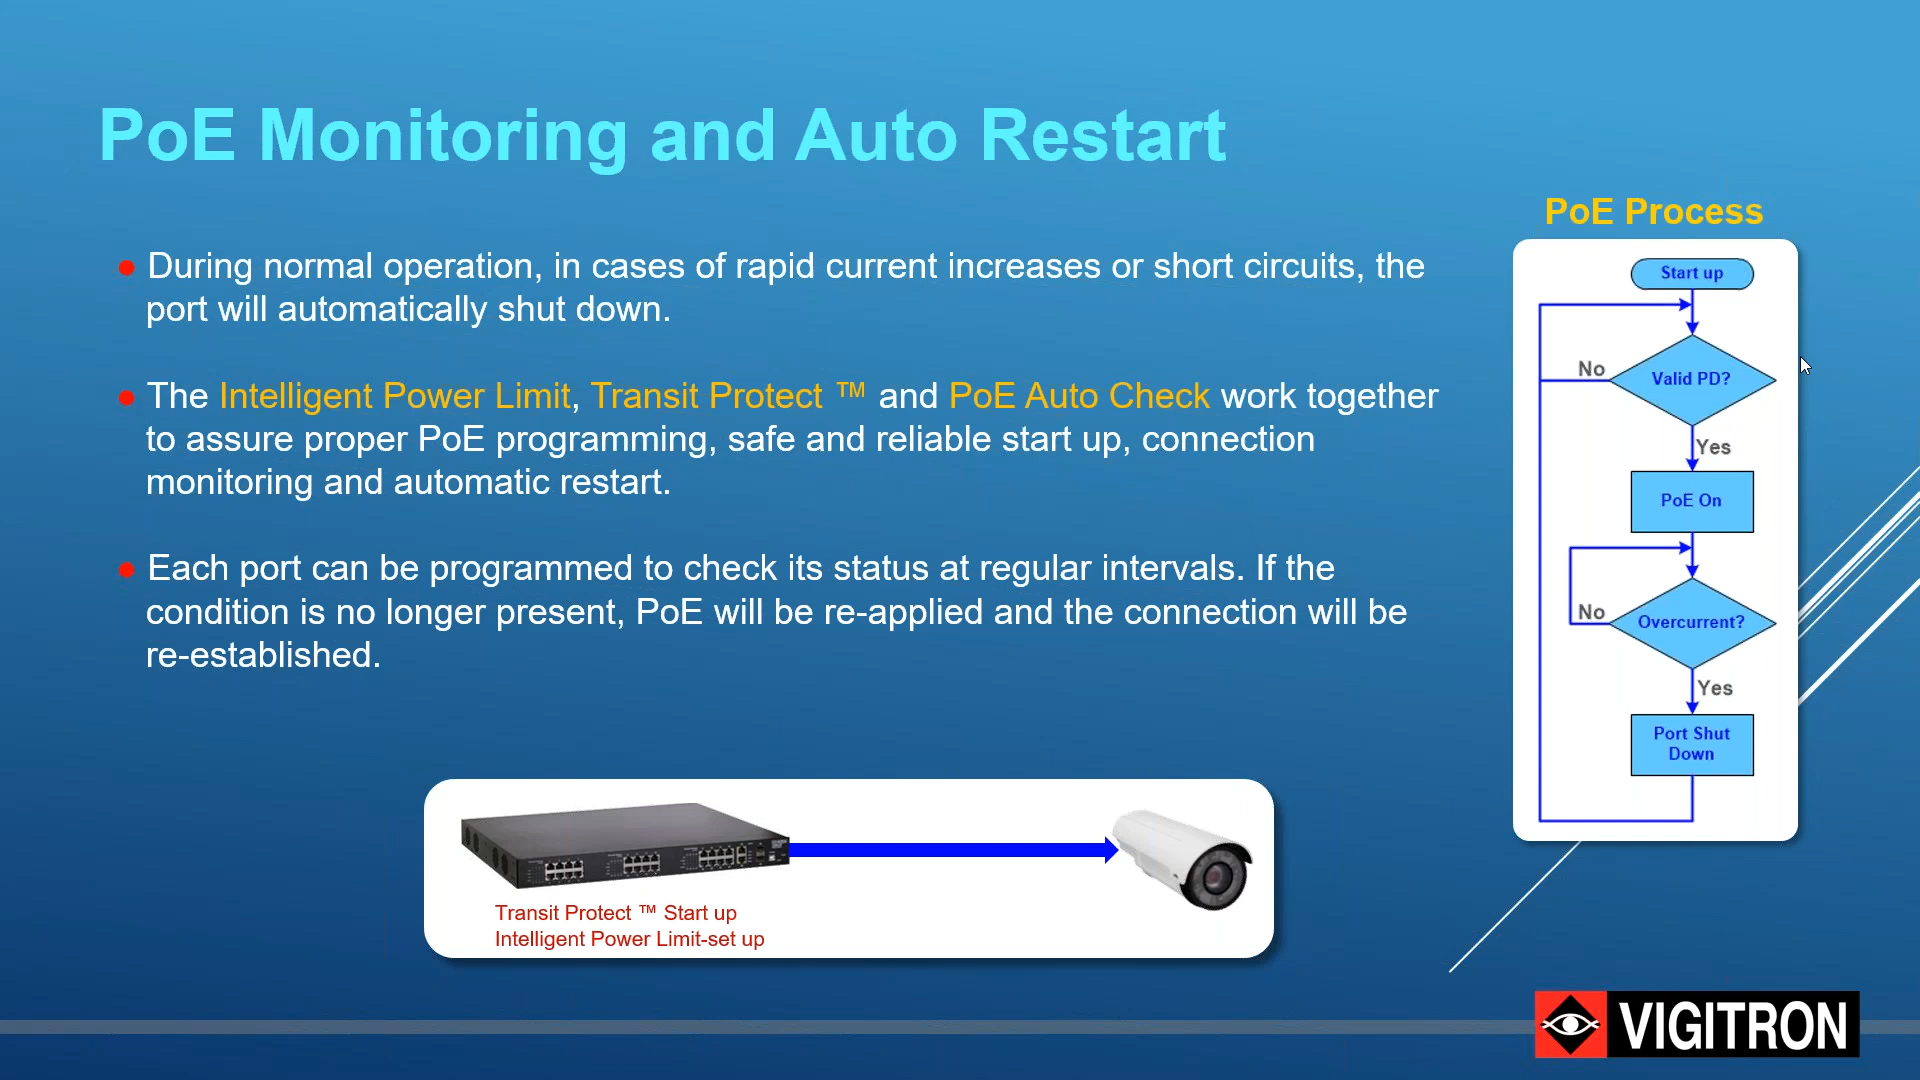 PoE Monitoring and Auto Restart
PoE Process
● During normal operation, in cases of rapid current increases or short circuits, the
port will automatically shut down.
● The Intelligent Power Limit, Transit Protect ™ and PoE Auto Check work together
to assure proper PoE programming, safe and reliable start up, connection
monitoring and automatic restart.
● Each port can be programmed to check its status at regular intervals. If the
condition is no longer present, PoE will be re-applied and the connection will be
re-established.
Start up
No
Valid PD?
Yes
PoE On
No
Overcurrent?
Yes
Port Shut
Down
Transit Protect ™ Start up
Intelligent Power Limit-set up
VIGITRON